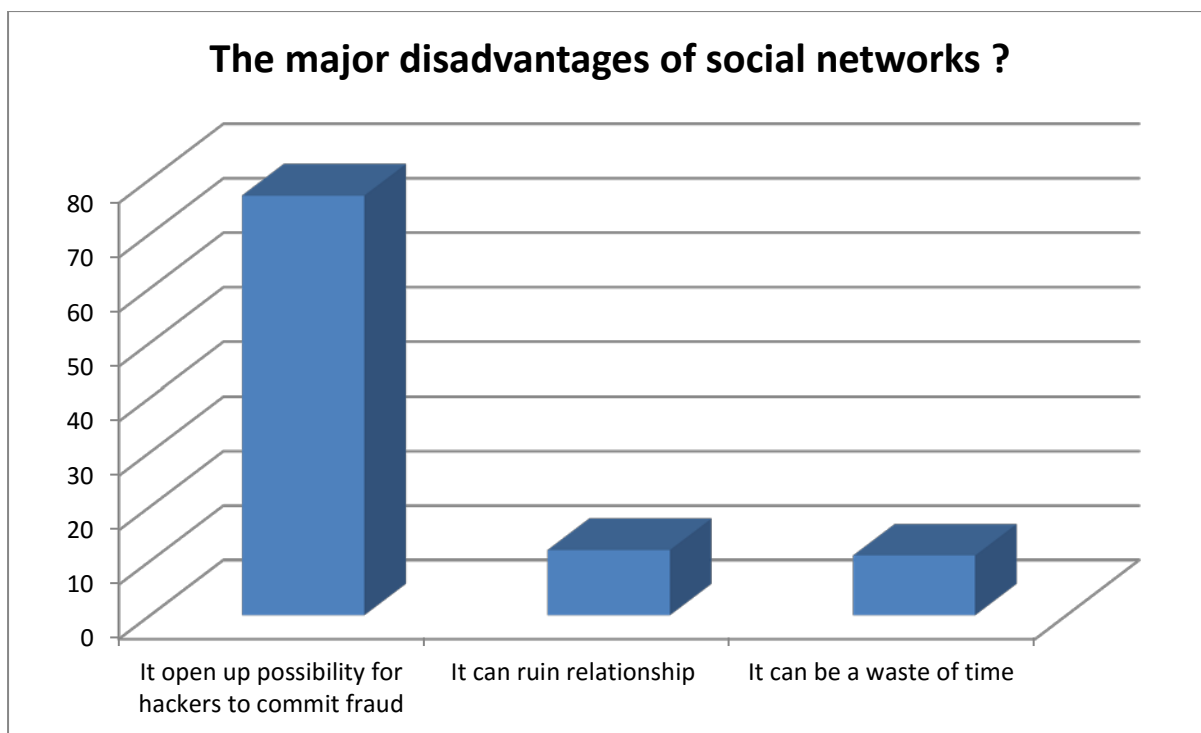 The major disadvantages of social networks ?
80
70
60
50
40
30
20
10
0
It open up possibility for
hackers to commit fraud
It can ruin relationship
It can be a waste of time